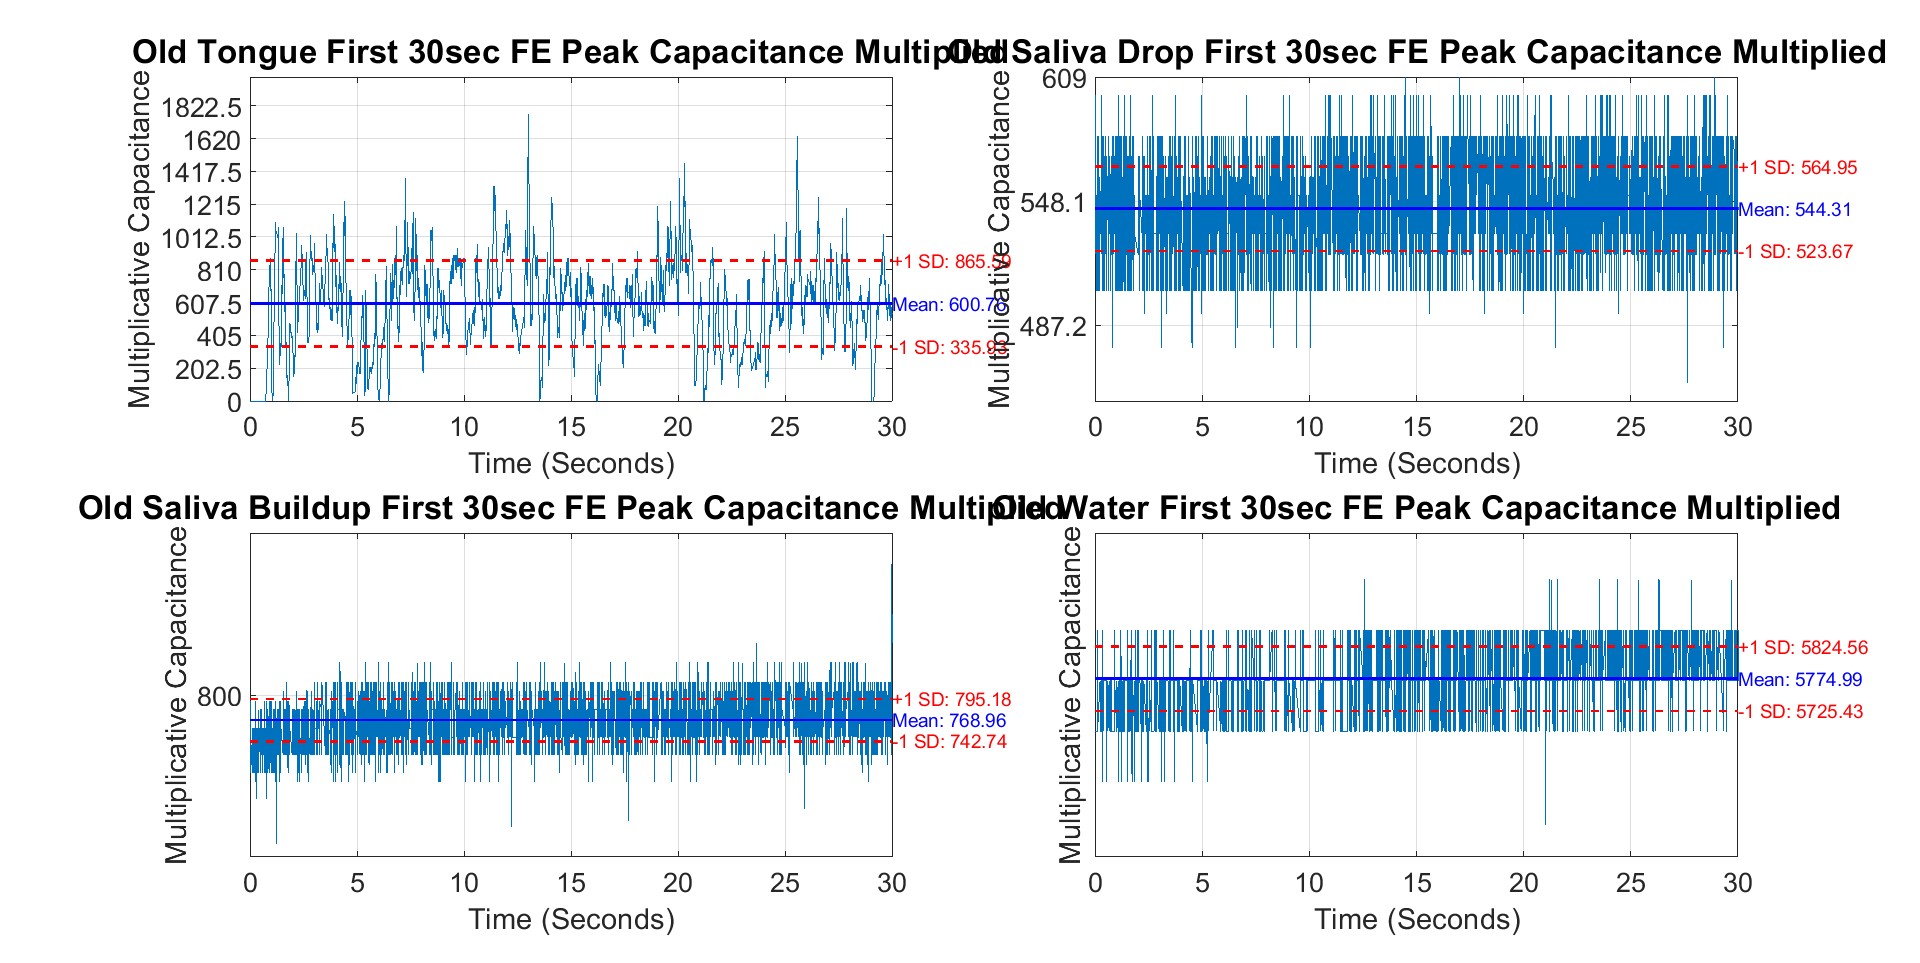 Old Tongue First 30sec FE Peak Capacitance Multiplied
Multiplicative Capacitance
1822.5
1620
1417.5
1215
1012.5
810
607.5
405
202.5
0
+1 SD: 865.59
Mean: 600.76
-1 SD: 335.93
0 5 10 15 20 25 30
Time (Seconds)
Old Saliva Drop First 30sec FE Peak Capacitance Multiplied
Multiplicative Capacitance
609
548.1
487.2
+1 SD: 564.95
Mean: 544.31
-1 SD: 523.67
0 5 10 15 20 25 30
Time (Seconds)
Old Saliva Buildup First 30sec FE Peak Capacitance Multiplied
Multiplicative Capacitance
800
+1 SD: 795.18
Mean: 768.96
-1 SD: 742.74
0 5 10 15 20 25 30
Time (Seconds)
Old Water First 30sec FE Peak Capacitance Multiplied
Multiplicative Capacitance
+1 SD: 5824.56
Mean: 5774.99
-1 SD: 5725.43
0 5 10 15 20 25 30
Time (Seconds)